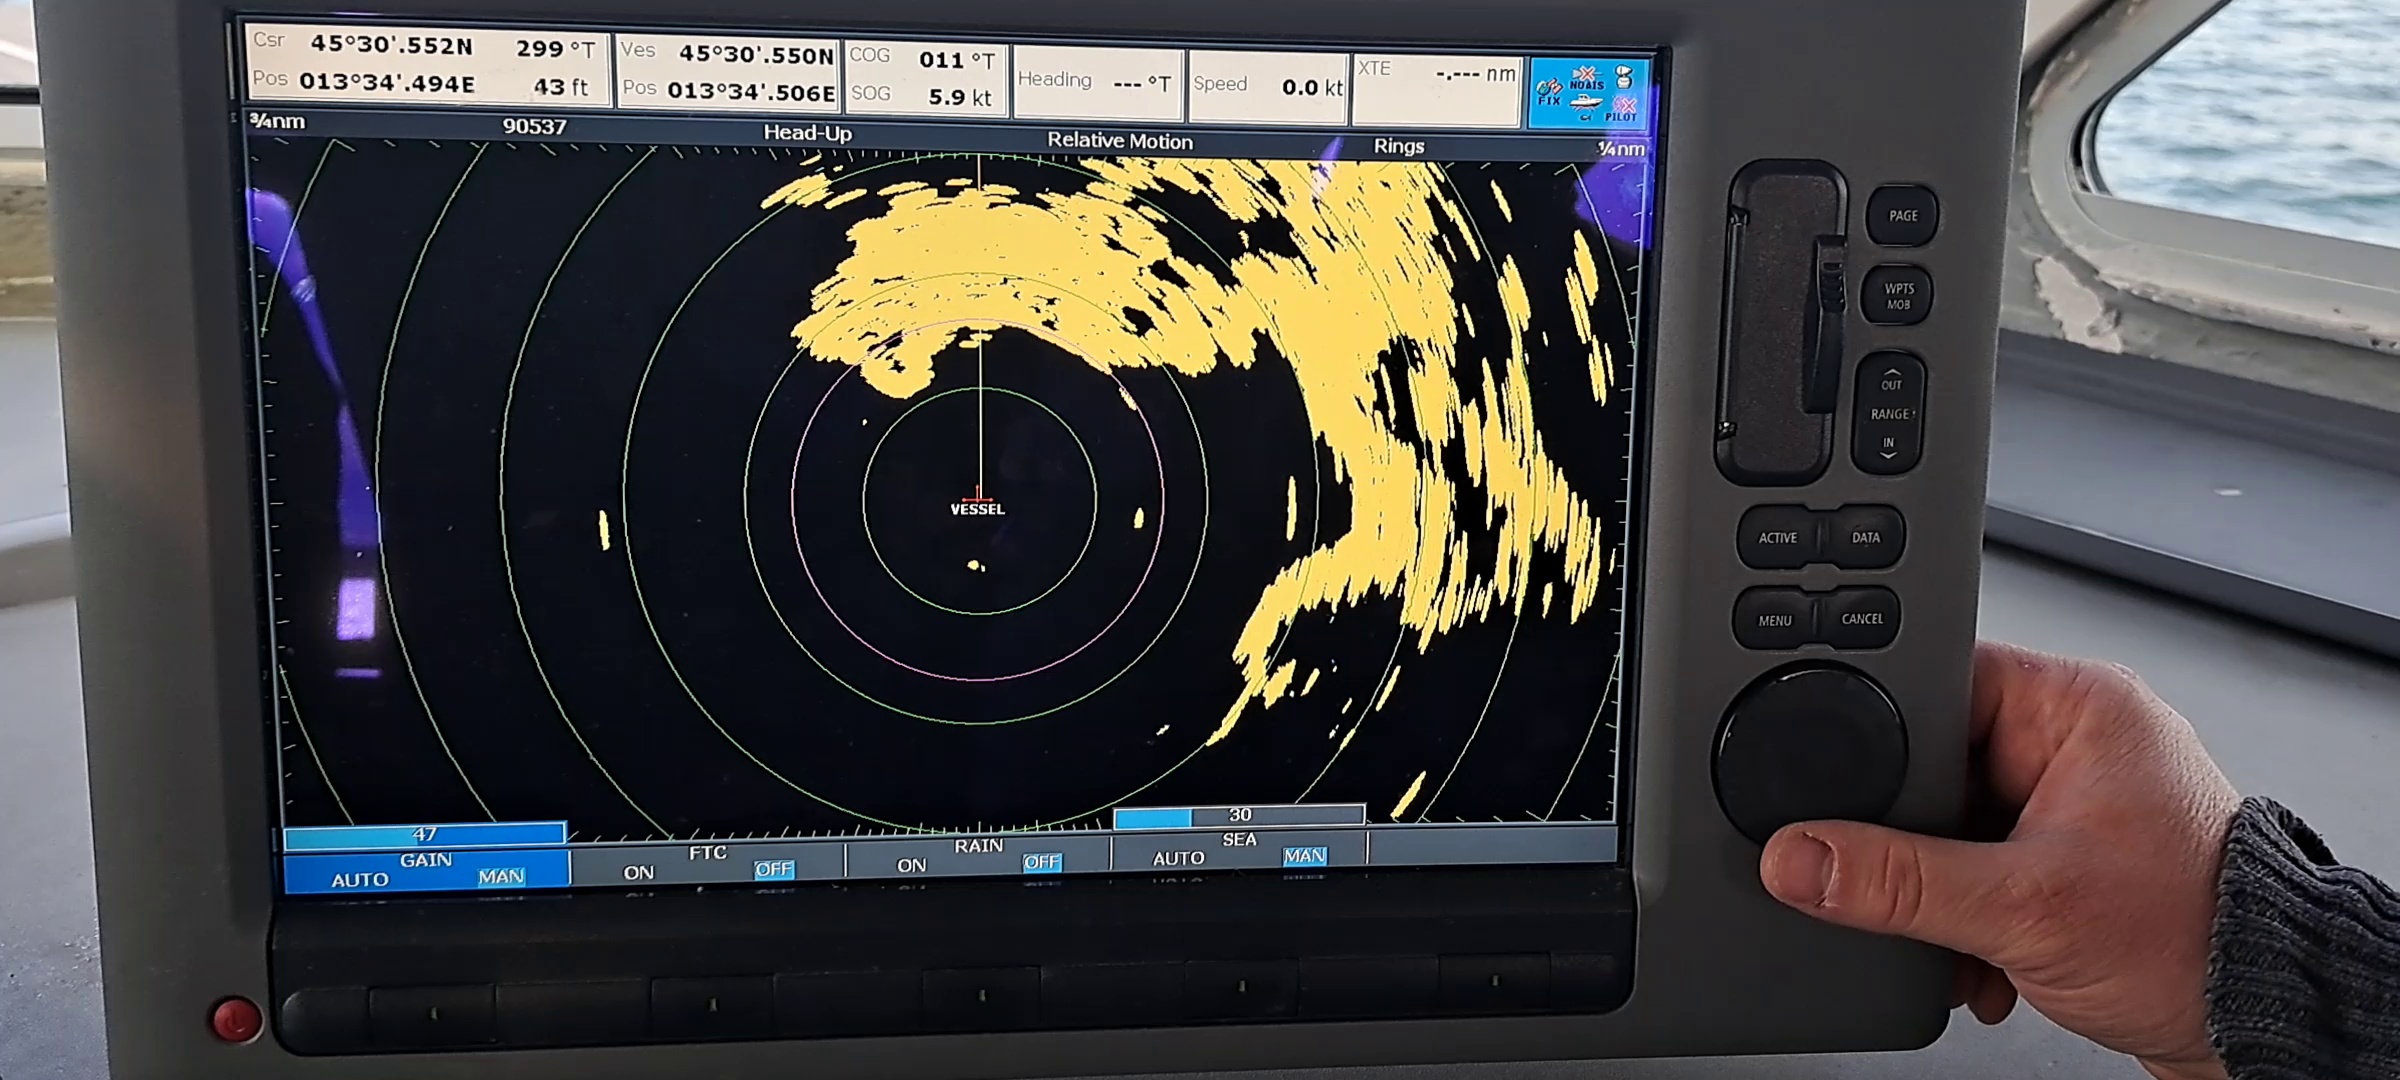 Csr 45°30'.552N 299 °T
Pos 013°34'.494E 43 ft
Ves 45°30'.550N
Pos 013°34'.506E
COG 011 °T
SOG 5.9 kt
Heading ---°T
Speed 0.0 kt
XTE -.--- nm
NOAIS
FIX
PILOT
¾nm 90537 Head-Up Relative Motion Rings ¼nm
VESSEL
47
GAIN
AUTO MAN
FTC
ON OFF
RAIN
ON OFF
30
SEA
AUTO MAN
PAGE
WPTS
MOB
OUT
RANGE
IN
ACTIVE DATA
MENU CANCEL